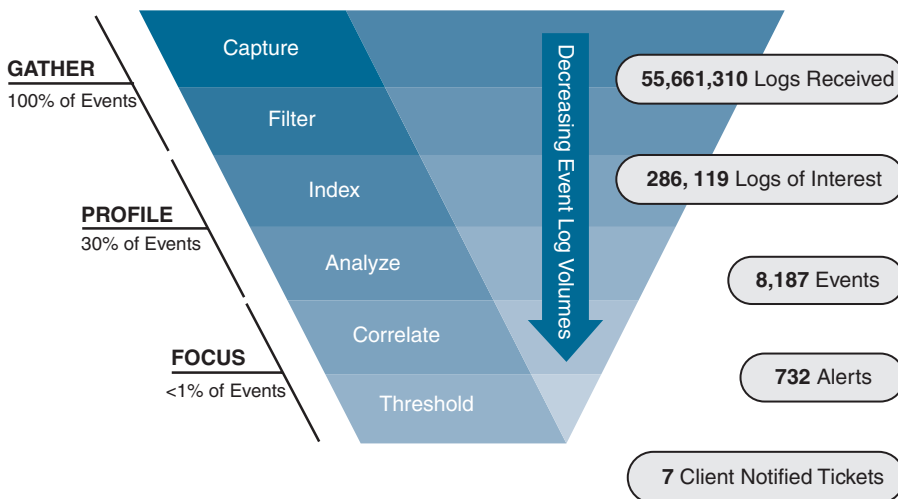 GATHER
100% of Events
PROFILE
30% of Events
FOCUS
<1% of Events
Capture
Filter
Index
Analyze
Correlate
Threshold
Decreasing Event Log Volumes
55,661,310 Logs Received
286, 119 Logs of Interest
8,187 Events
732 Alerts
7 Client Notified Tickets